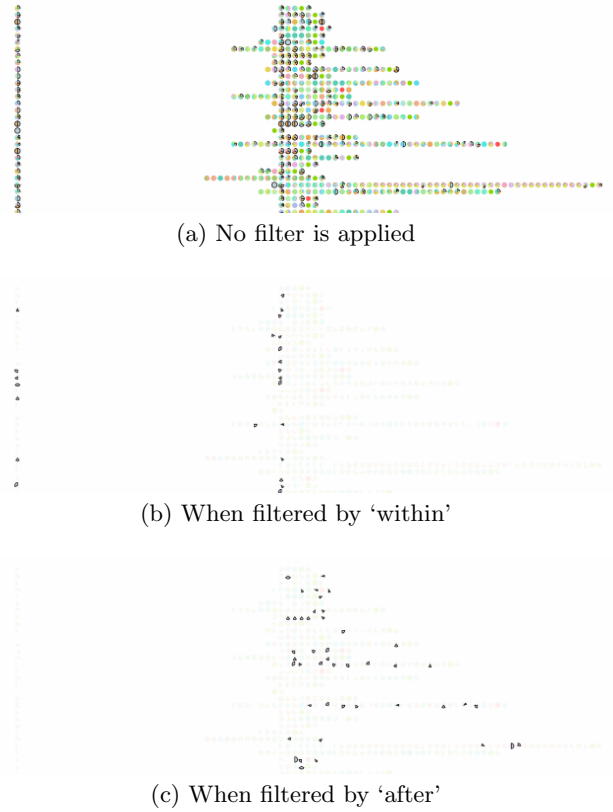 (a) No filter is applied
(b) When filtered by ‘within’
(c) When filtered by ‘after’